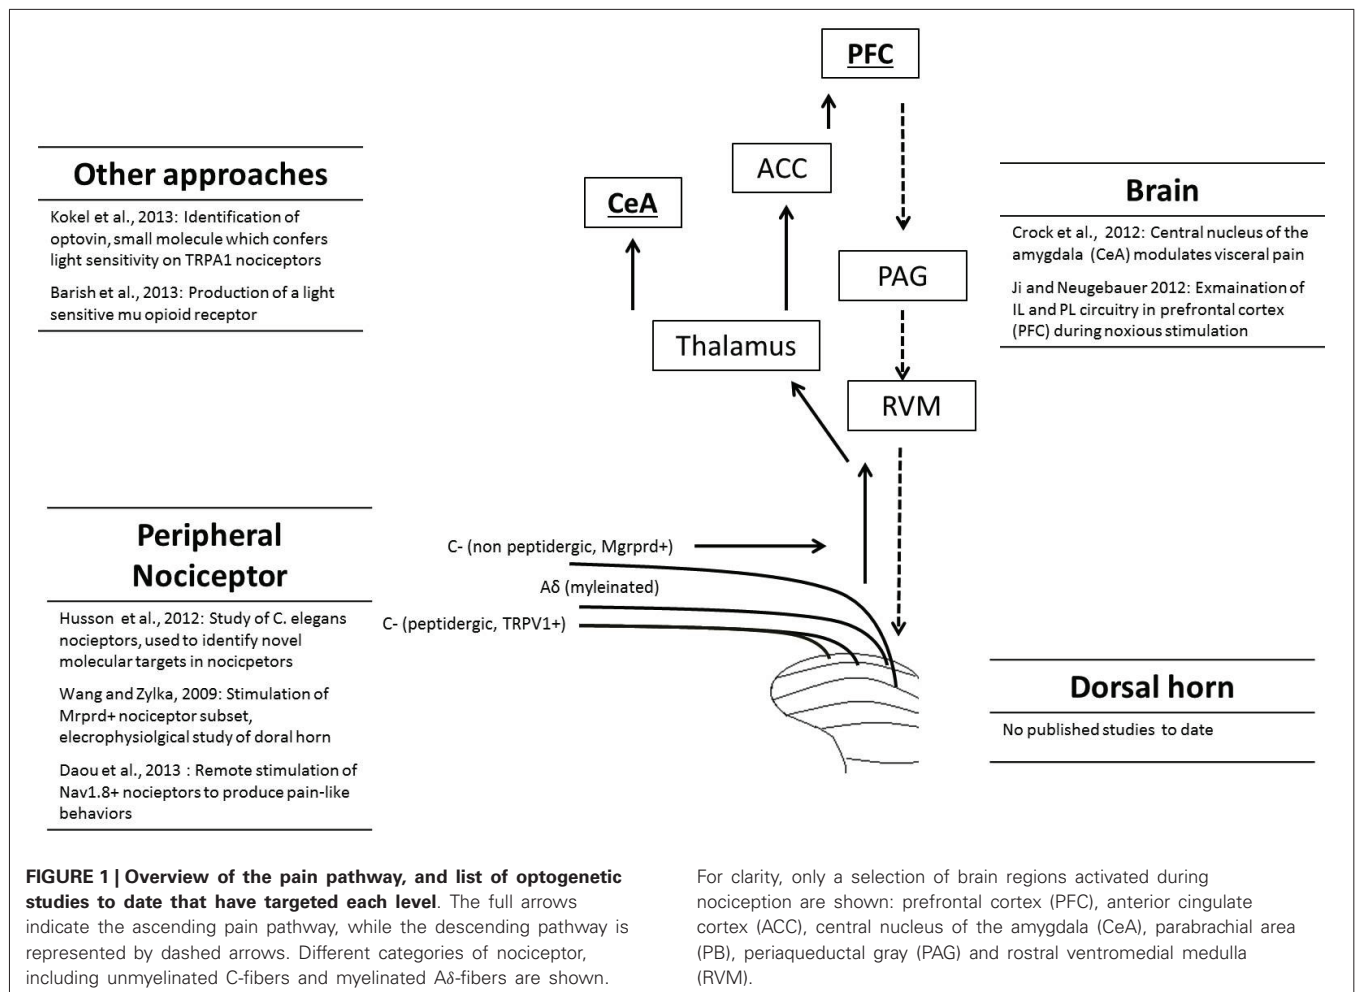 PFC
ACC
CeA
PAG
Thalamus
RVM
Other approaches
Kokel et al., 2013: Identification of
optovin, small molecule which confers
light sensitivity on TRPA1 nociceptors
Barish et al., 2013: Production of a light
sensitive mu opioid receptor
Brain
Crock et al., 2012: Central nucleus of the
amygdala (CeA) modulates visceral pain
Ji and Neugebauer 2012: Exmaination of
IL and PL circuitry in prefrontal cortex
(PFC) during noxious stimulation
Peripheral
Nociceptor
Husson et al., 2012: Study of C. elegans
nocieptors, used to identify novel
molecular targets in nocicpetors
Wang and Zylka, 2009: Stimulation of
Mrprd+ nociceptor subset,
elecrophysiolgical study of doral horn
Daou et al., 2013 : Remote stimulation of
Nav1.8+ nocieptors to produce pain-like
behaviors
C- (non peptidergic, Mgrprd+)
Aδ (myleinated)
C- (peptidergic, TRPV1+)
Dorsal horn
No published studies to date
FIGURE 1 | Overview of the pain pathway, and list of optogenetic
studies to date that have targeted each level. The full arrows
indicate the ascending pain pathway, while the descending pathway is
represented by dashed arrows. Different categories of nociceptor,
including unmyelinated C-fibers and myelinated Aδ-fibers are shown.
For clarity, only a selection of brain regions activated during
nociception are shown: prefrontal cortex (PFC), anterior cingulate
cortex (ACC), central nucleus of the amygdala (CeA), parabrachial area
(PB), periaqueductal gray (PAG) and rostral ventromedial medulla
(RVM).